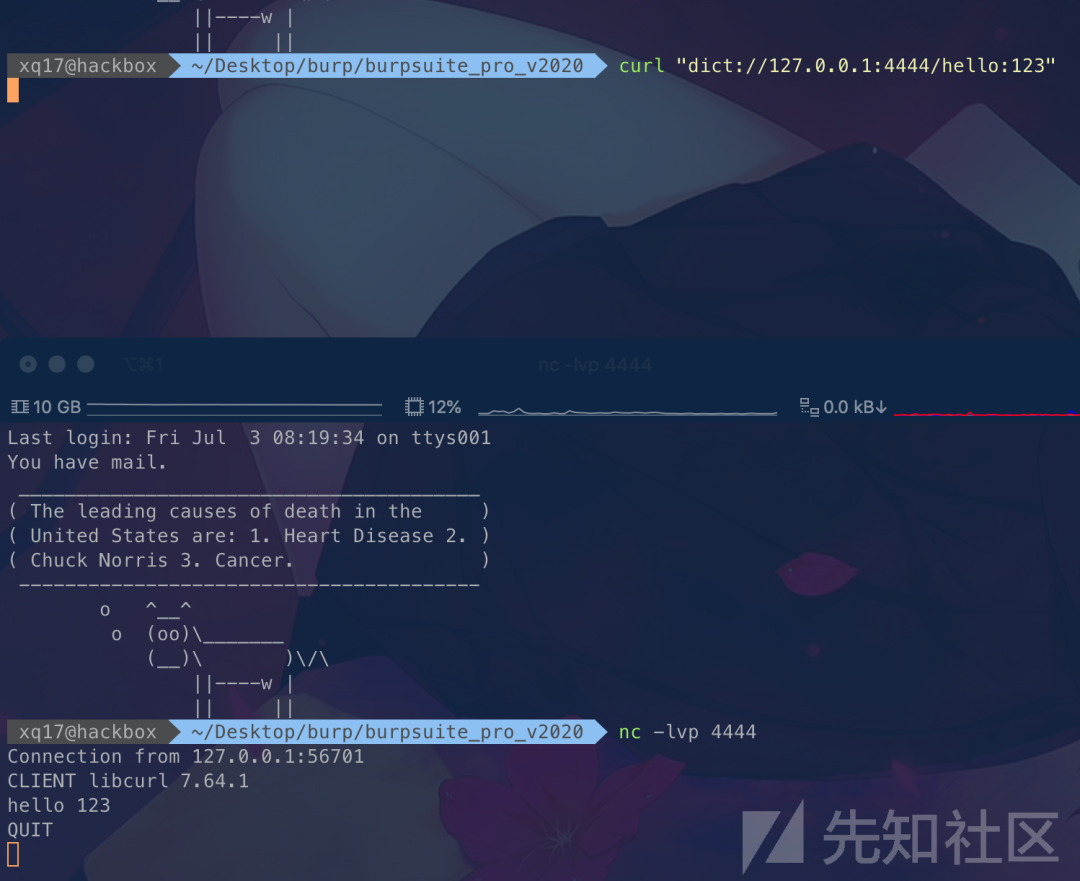 ||----w |
||     ||
xq17@hackbox ~/Desktop/burp/burpsuite_pro_v2020 curl "dict://127.0.0.1:4444/hello:123"
⌥⌘1 nc -lvp 4444
10 GB 12% 0.0 kB↓
Last login: Fri Jul  3 08:19:34 on ttys001
You have mail.
 ________________________________________
( The leading causes of death in the     )
( United States are: 1. Heart Disease 2. )
( Chuck Norris 3. Cancer.                )
 ----------------------------------------
        o   ^__^
         o  (oo)\_______
            (__)\       )\/\
                ||----w |
                ||     ||
xq17@hackbox ~/Desktop/burp/burpsuite_pro_v2020 nc -lvp 4444
Connection from 127.0.0.1:56701
CLIENT libcurl 7.64.1
hello 123
QUIT
先知社区